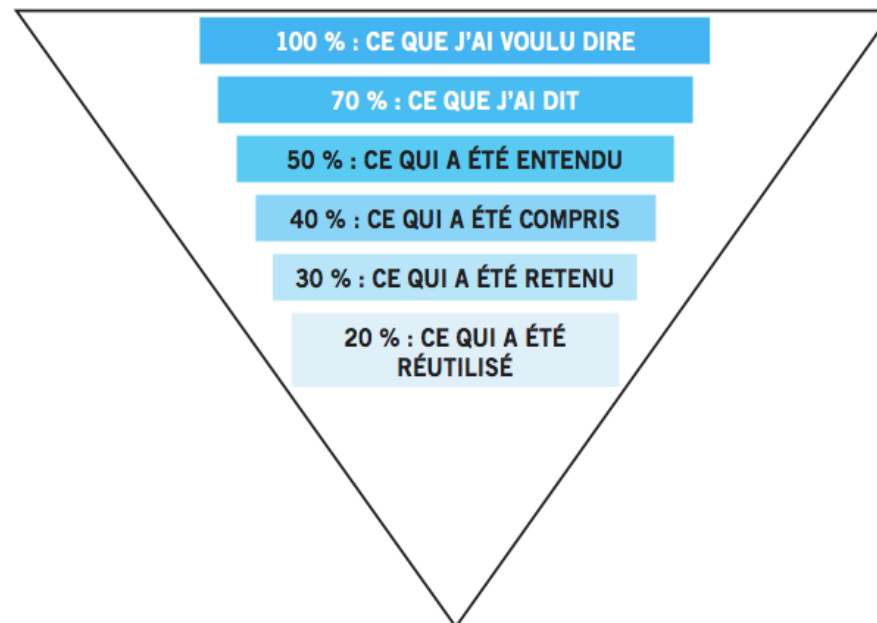 100 % : CE QUE J'AI VOULU DIRE
70 % : CE QUE J'AI DIT
50 % : CE QUI A ÉTÉ ENTENDU
40 % : CE QUI A ÉTÉ COMPRIS
30 % : CE QUI A ÉTÉ RETENU
20 % : CE QUI A ÉTÉ
RÉUTILISÉ